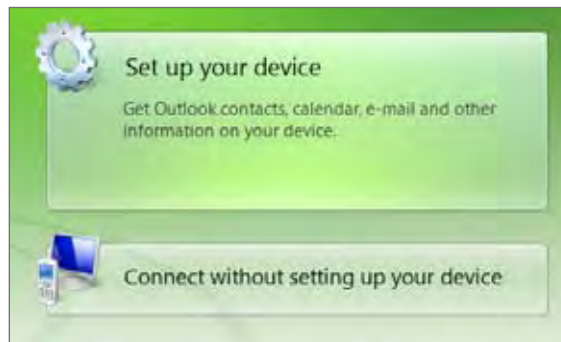 Set up your device
Get Outlook contacts, calendar, e-mail and other
information on your device.
Connect without setting up your device